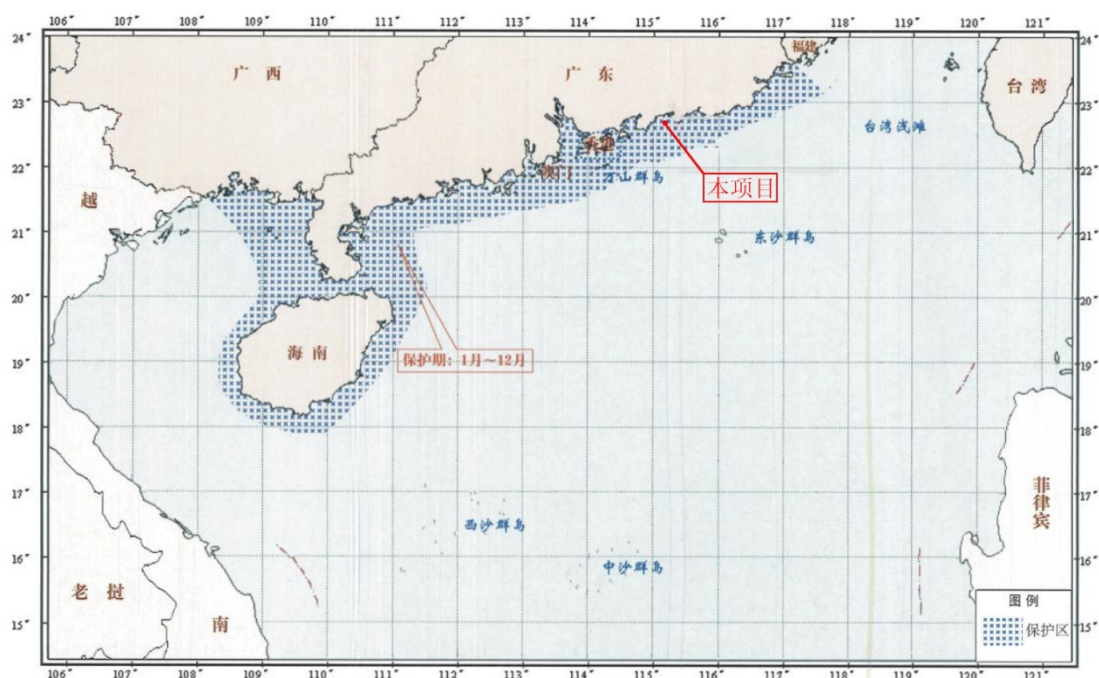 106° 107° 108° 109° 110° 111° 112° 113° 114° 115° 116° 117° 118° 119° 120° 121°
24° 24°
福建
广 西
广 东
台 湾
23° 23°
台湾浅滩
香港
22° 22°
澳门
万山群岛
本项目
越
东沙群岛
21° 21°
20° 20°
海 南
保护期：1月～12月
19° 19°
18° 18°
17° 17°
西沙群岛
菲律宾
16° 16°
中沙群岛
老 挝
图 例
南
保护区
15° 15°
106° 107° 108° 109° 110° 111° 112° 113° 114° 115° 116° 117° 118° 119° 120° 121°